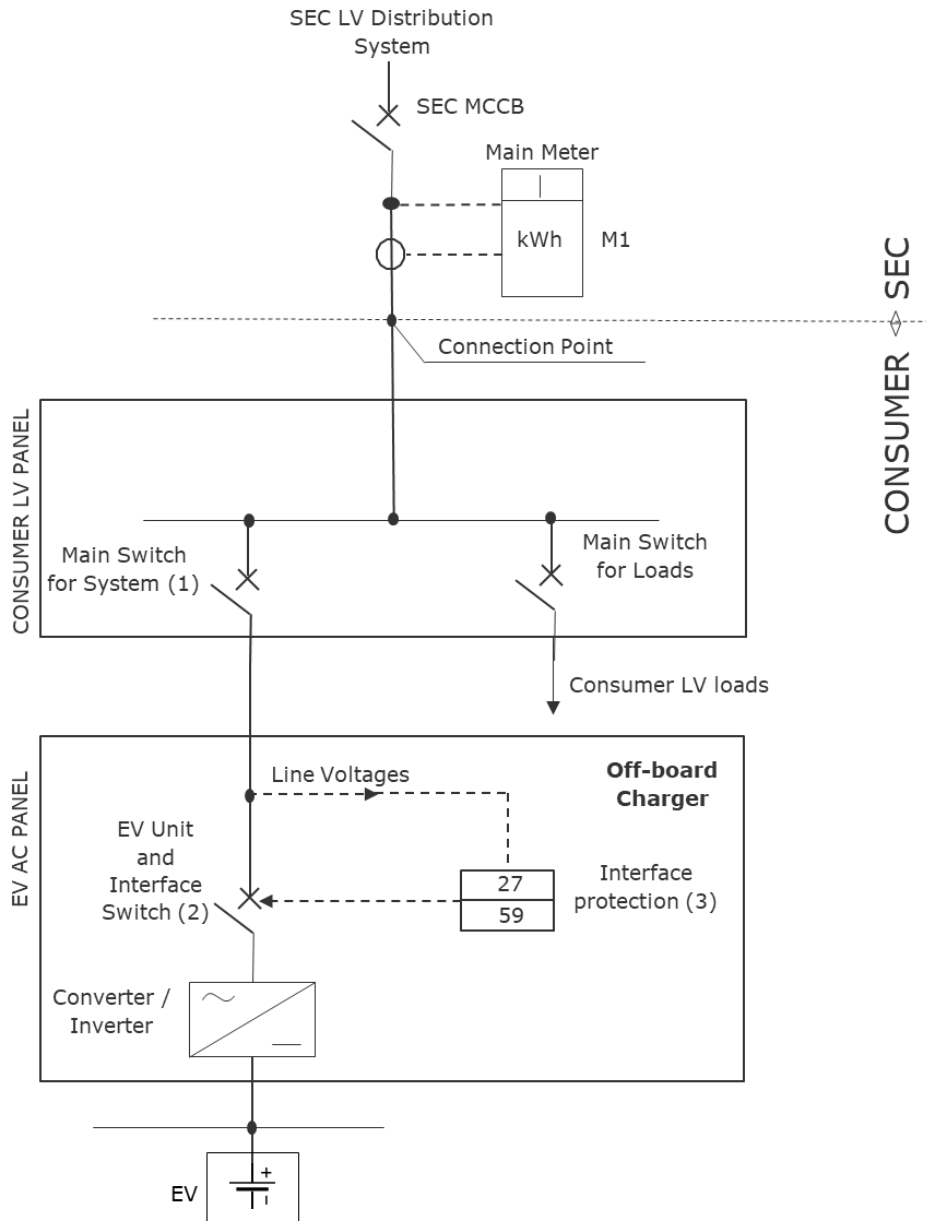 SEC LV Distribution
System
SEC MCCB
Main Meter
kWh
M1
SEC
CONSUMER
Connection Point
CONSUMER LV PANEL
Main Switch
for System (1)
Main Switch
for Loads
Consumer LV loads
EV AC PANEL
Line Voltages
Off-board
Charger
EV Unit
and
Interface
Switch (2)
27
59
Interface
protection (3)
Converter /
Inverter
EV